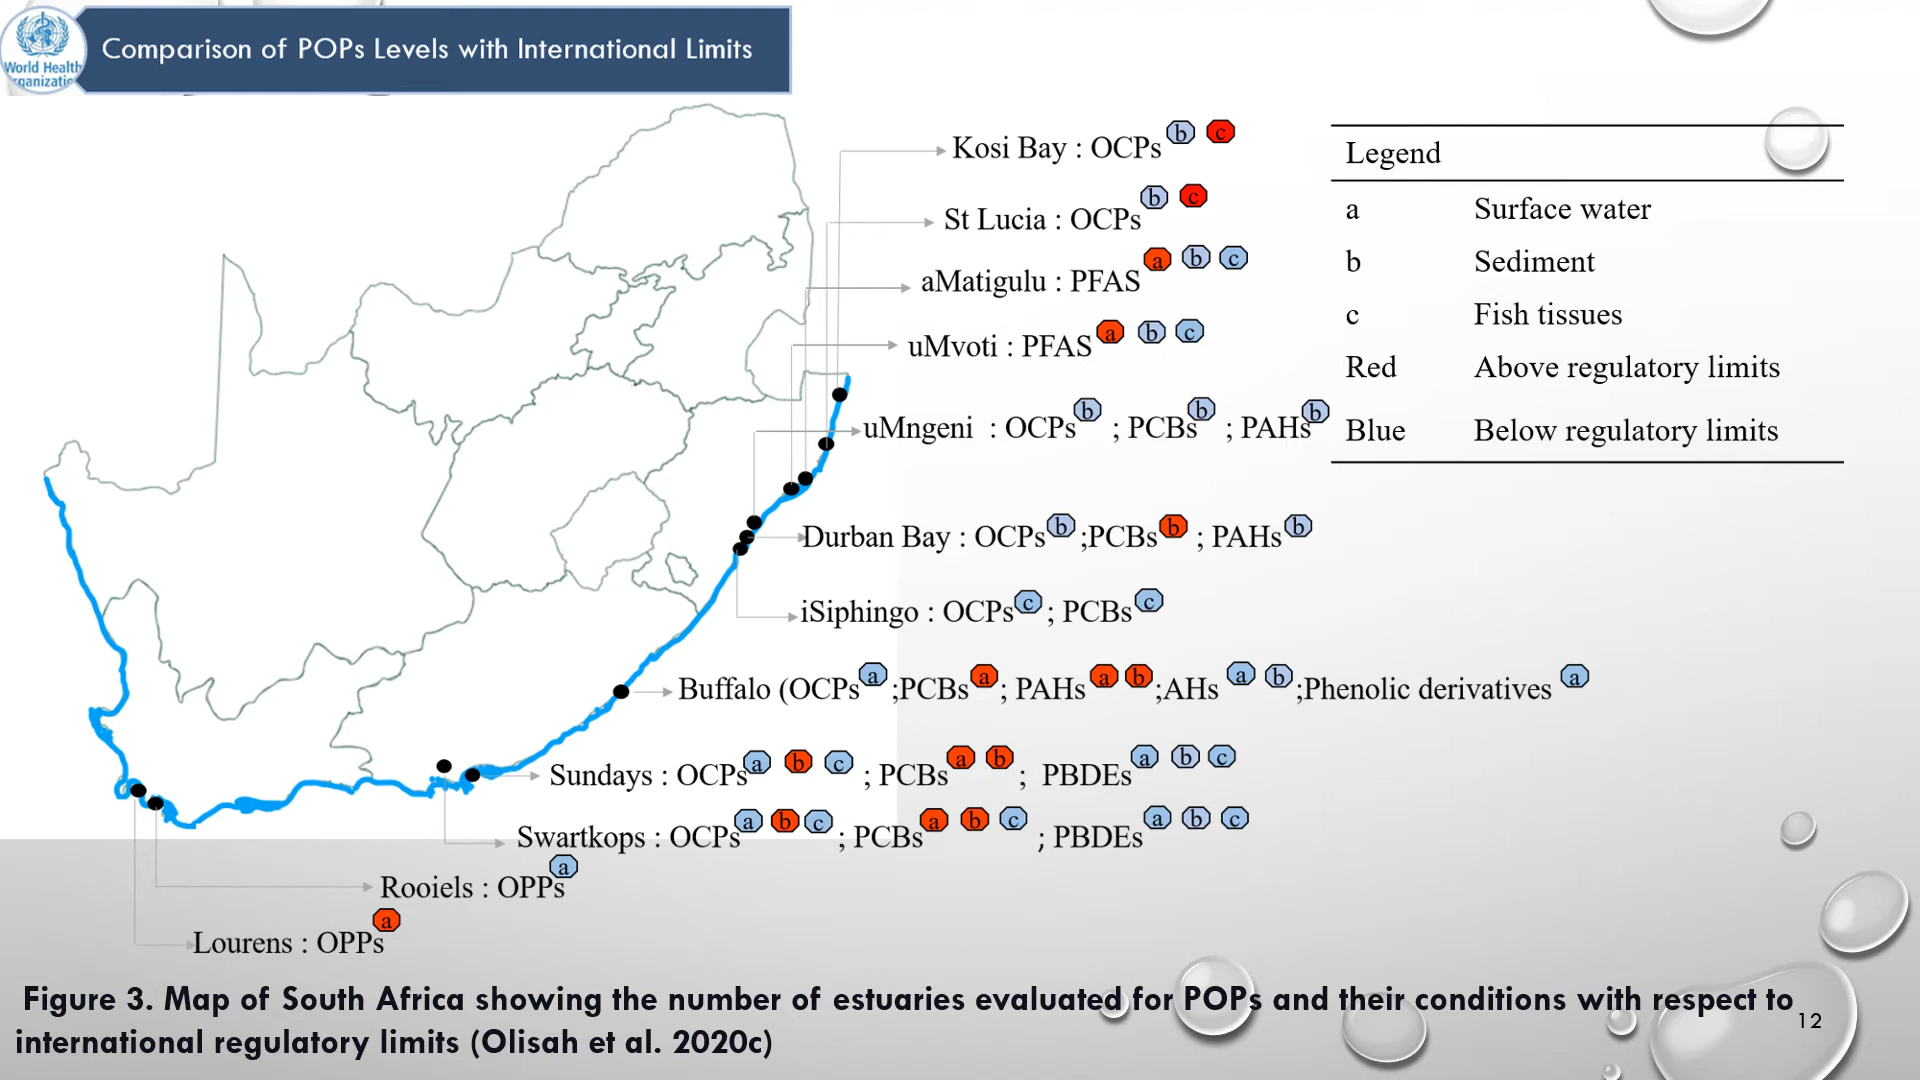 World Health
Organization
Comparison of POPs Levels with International Limits
Kosi Bay : OCPs b c
St Lucia : OCPs b c
aMatigulu : PFAS a b c
uMvoti : PFAS a b c
uMngeni : OCPs b ; PCBs b ; PAHs b
Durban Bay : OCPs b ;PCBs b ; PAHs b
iSiphingo : OCPs c ; PCBs c
Buffalo (OCPs a ;PCBs a ; PAHs a b ;AHs a b ;Phenolic derivatives a
Sundays : OCPs a b c ; PCBs a b ; PBDEs a b c
Swartkops : OCPs a b c ; PCBs a b c ; PBDEs a b c
Rooiels : OPPs a
Lourens : OPPs a
Legend
a Surface water
b Sediment
c Fish tissues
Red Above regulatory limits
Blue Below regulatory limits
Figure 3. Map of South Africa showing the number of estuaries evaluated for POPs and their conditions with respect to
international regulatory limits (Olisah et al. 2020c)
12